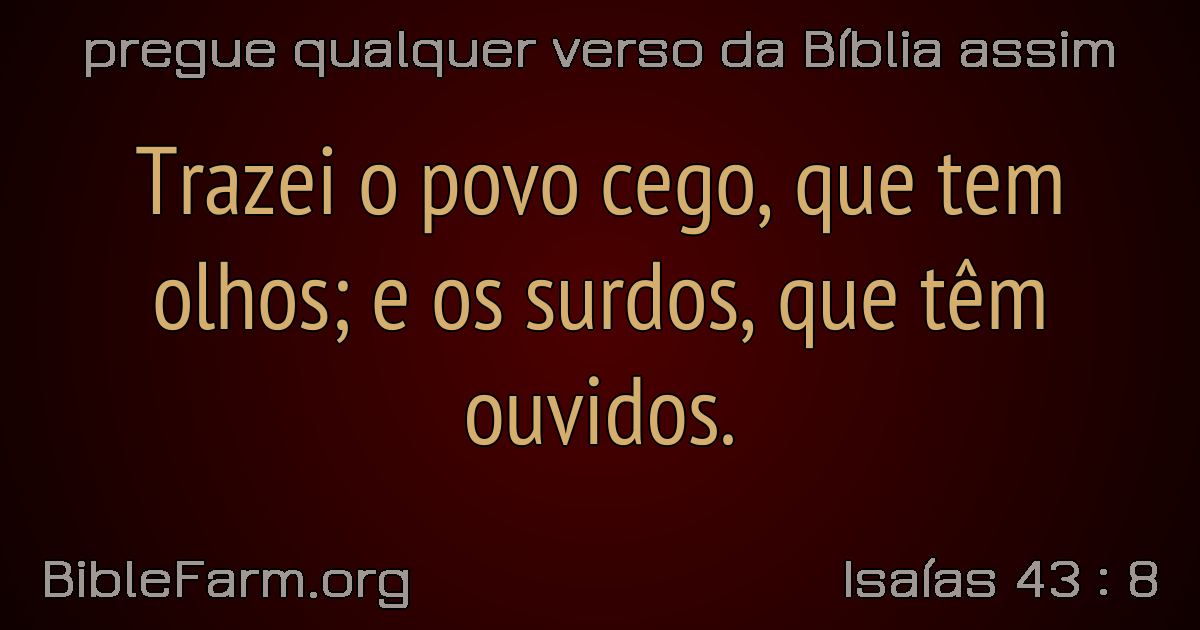 pregue qualquer verso da Bíblia assim
Trazei o povo cego, que tem
olhos; e os surdos, que têm
ouvidos.
BibleFarm.org
Isaías 43 : 8